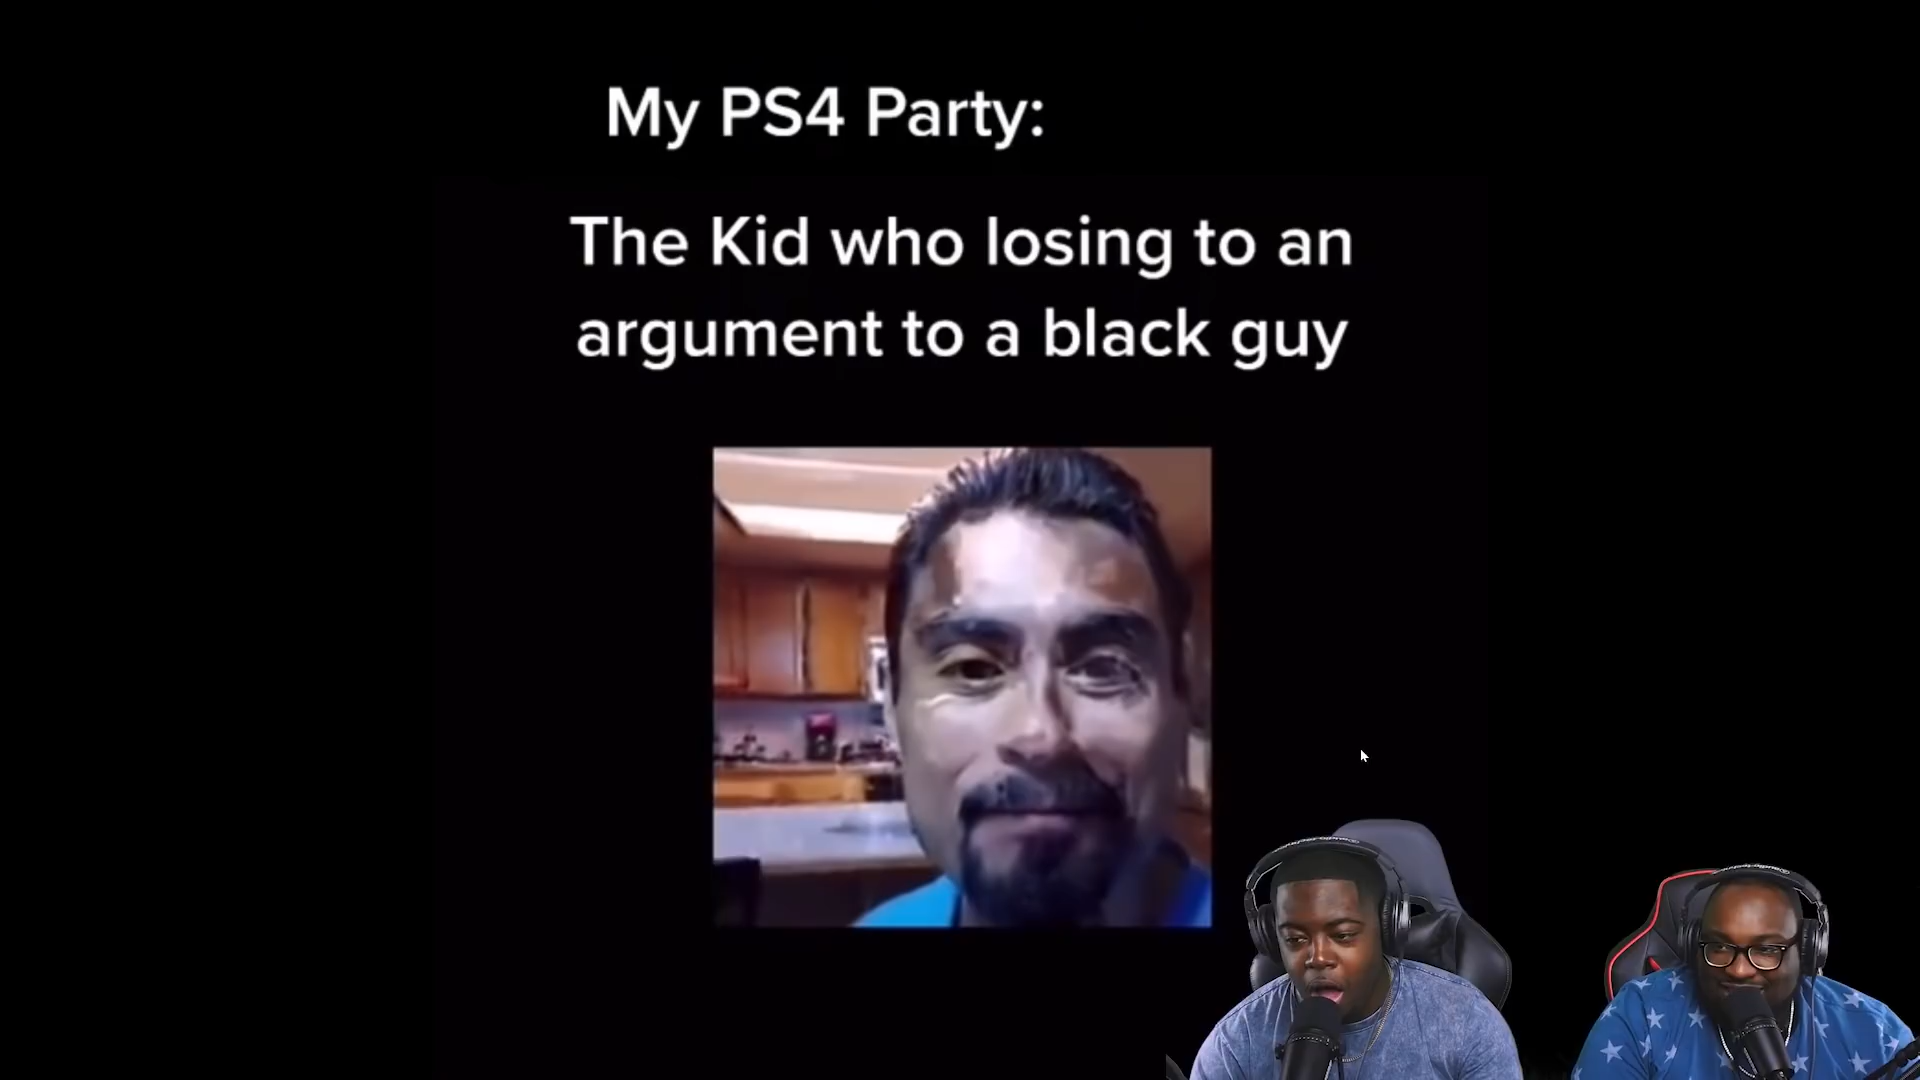 My PS4 Party:
The Kid who losing to an
argument to a black guy